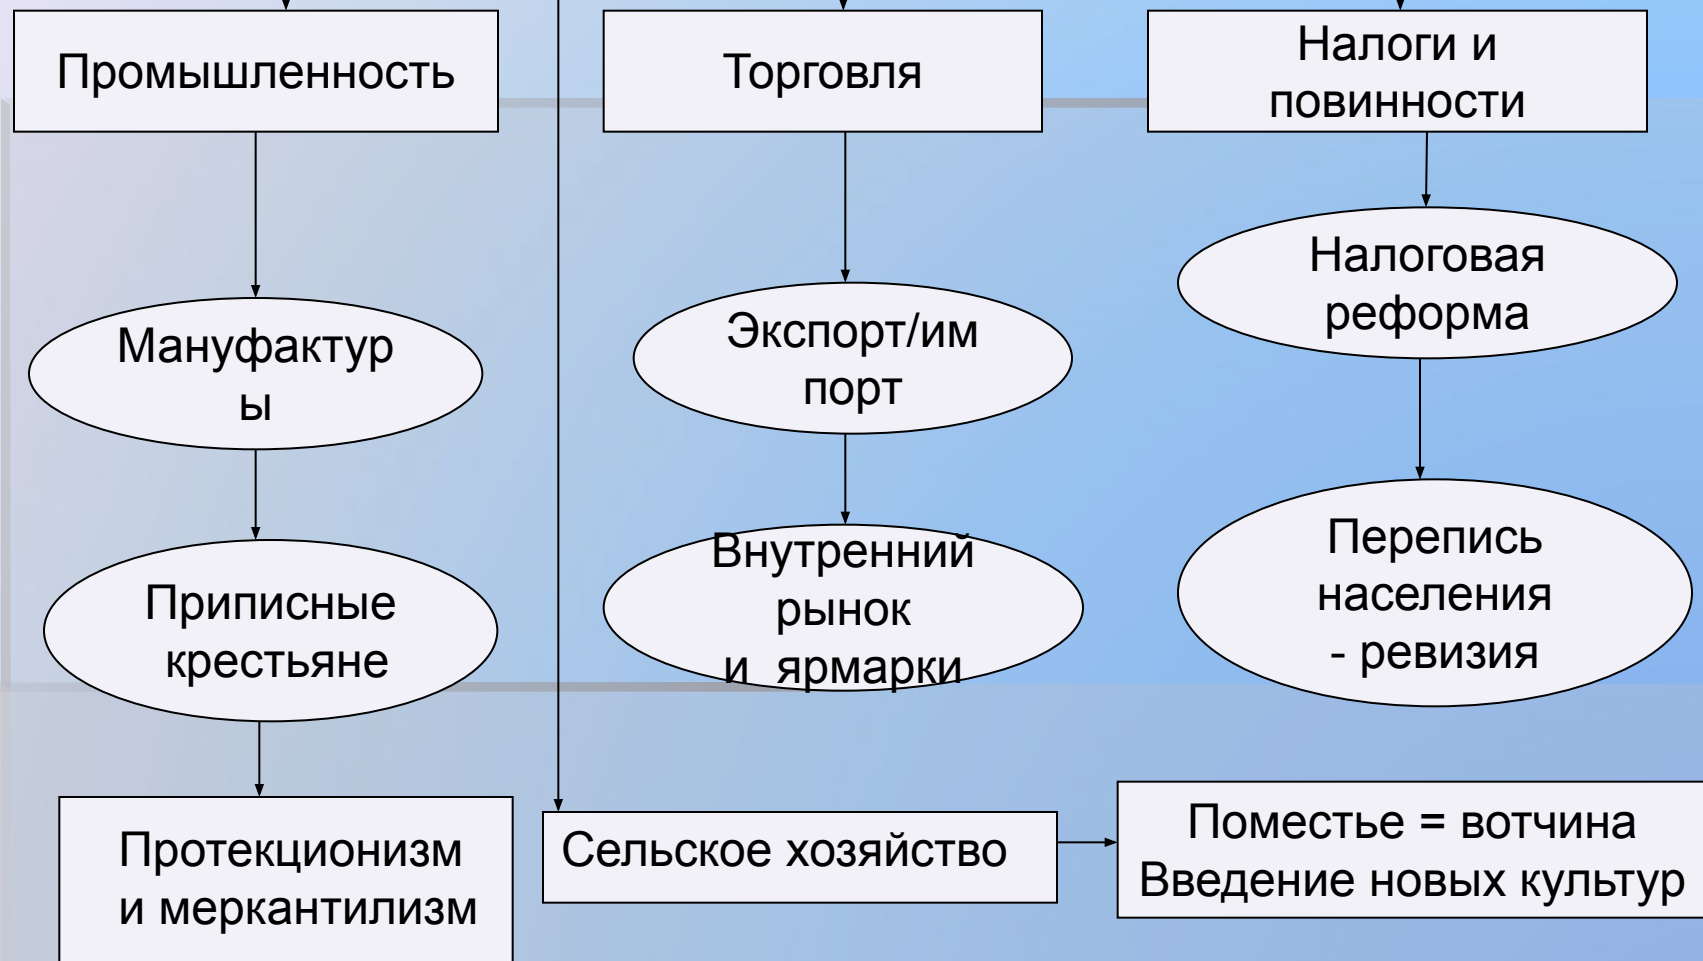 Промышленность
Торговля
Налоги и
повинности
Мануфактур
ы
Экспорт/им
порт
Налоговая
реформа
Приписные
крестьяне
Внутренний
рынок
и ярмарки
Перепись
населения
- ревизия
Протекционизм
и меркантилизм
Сельское хозяйство
Поместье = вотчина
Введение новых культур